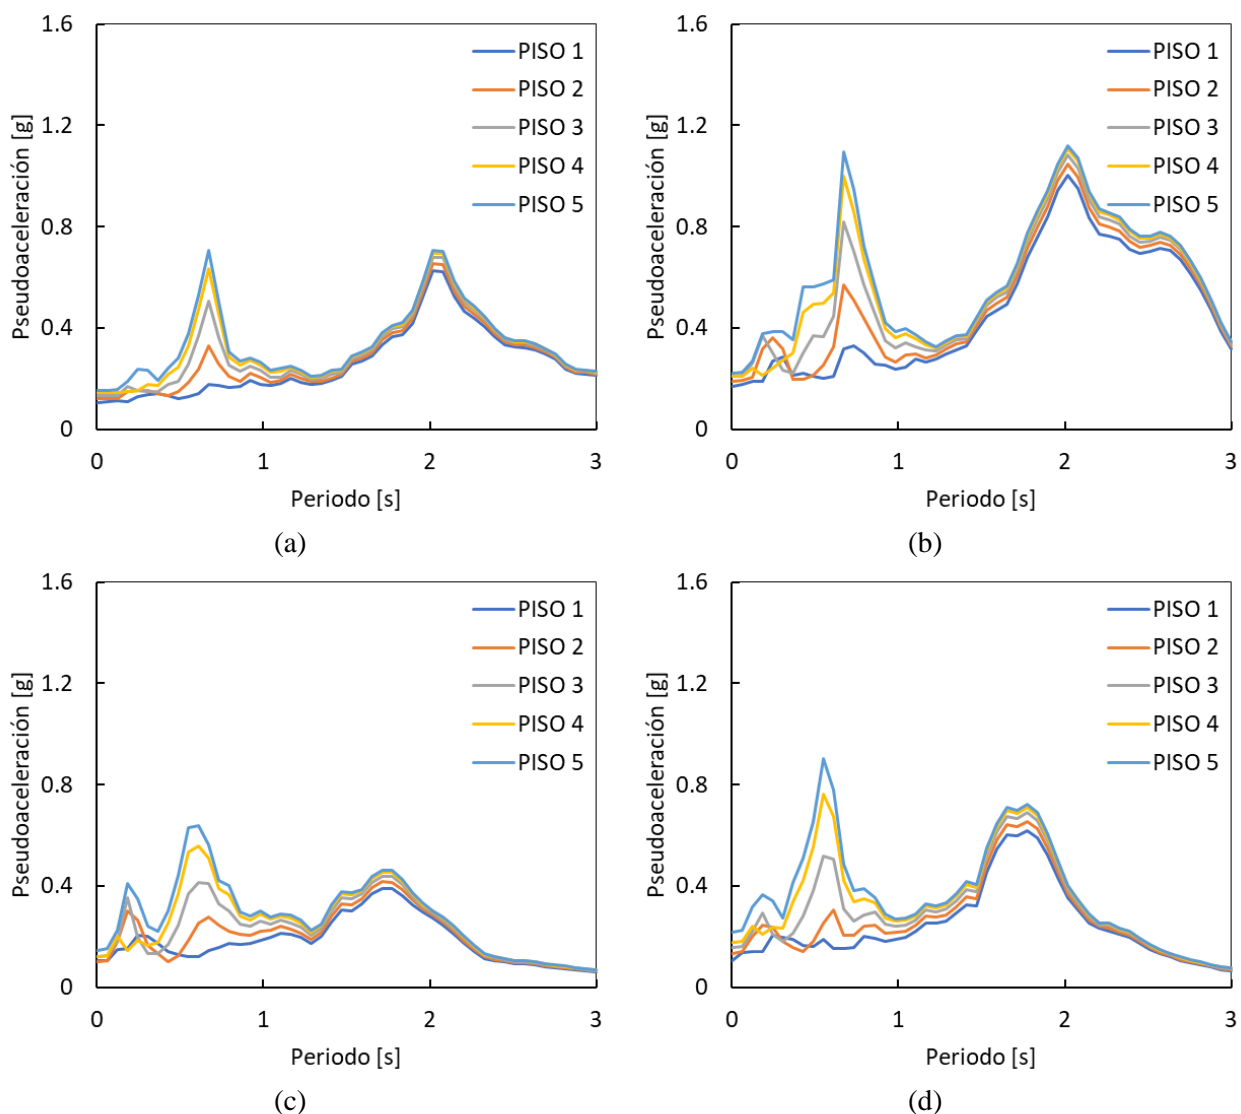 1.6
1.2
0.8
0.4
0
Pseudoaceleración [g]
PISO 1
PISO 2
PISO 3
PISO 4
PISO 5
0 1 2 3
Periodo [s]
(a)
1.6
1.2
0.8
0.4
0
Pseudoaceleración [g]
PISO 1
PISO 2
PISO 3
PISO 4
PISO 5
0 1 2 3
Periodo [s]
(b)
1.6
1.2
0.8
0.4
0
Pseudoaceleración [g]
PISO 1
PISO 2
PISO 3
PISO 4
PISO 5
0 1 2 3
Periodo [s]
(c)
1.6
1.2
0.8
0.4
0
Pseudoaceleración [g]
PISO 1
PISO 2
PISO 3
PISO 4
PISO 5
0 1 2 3
Periodo [s]
(d)